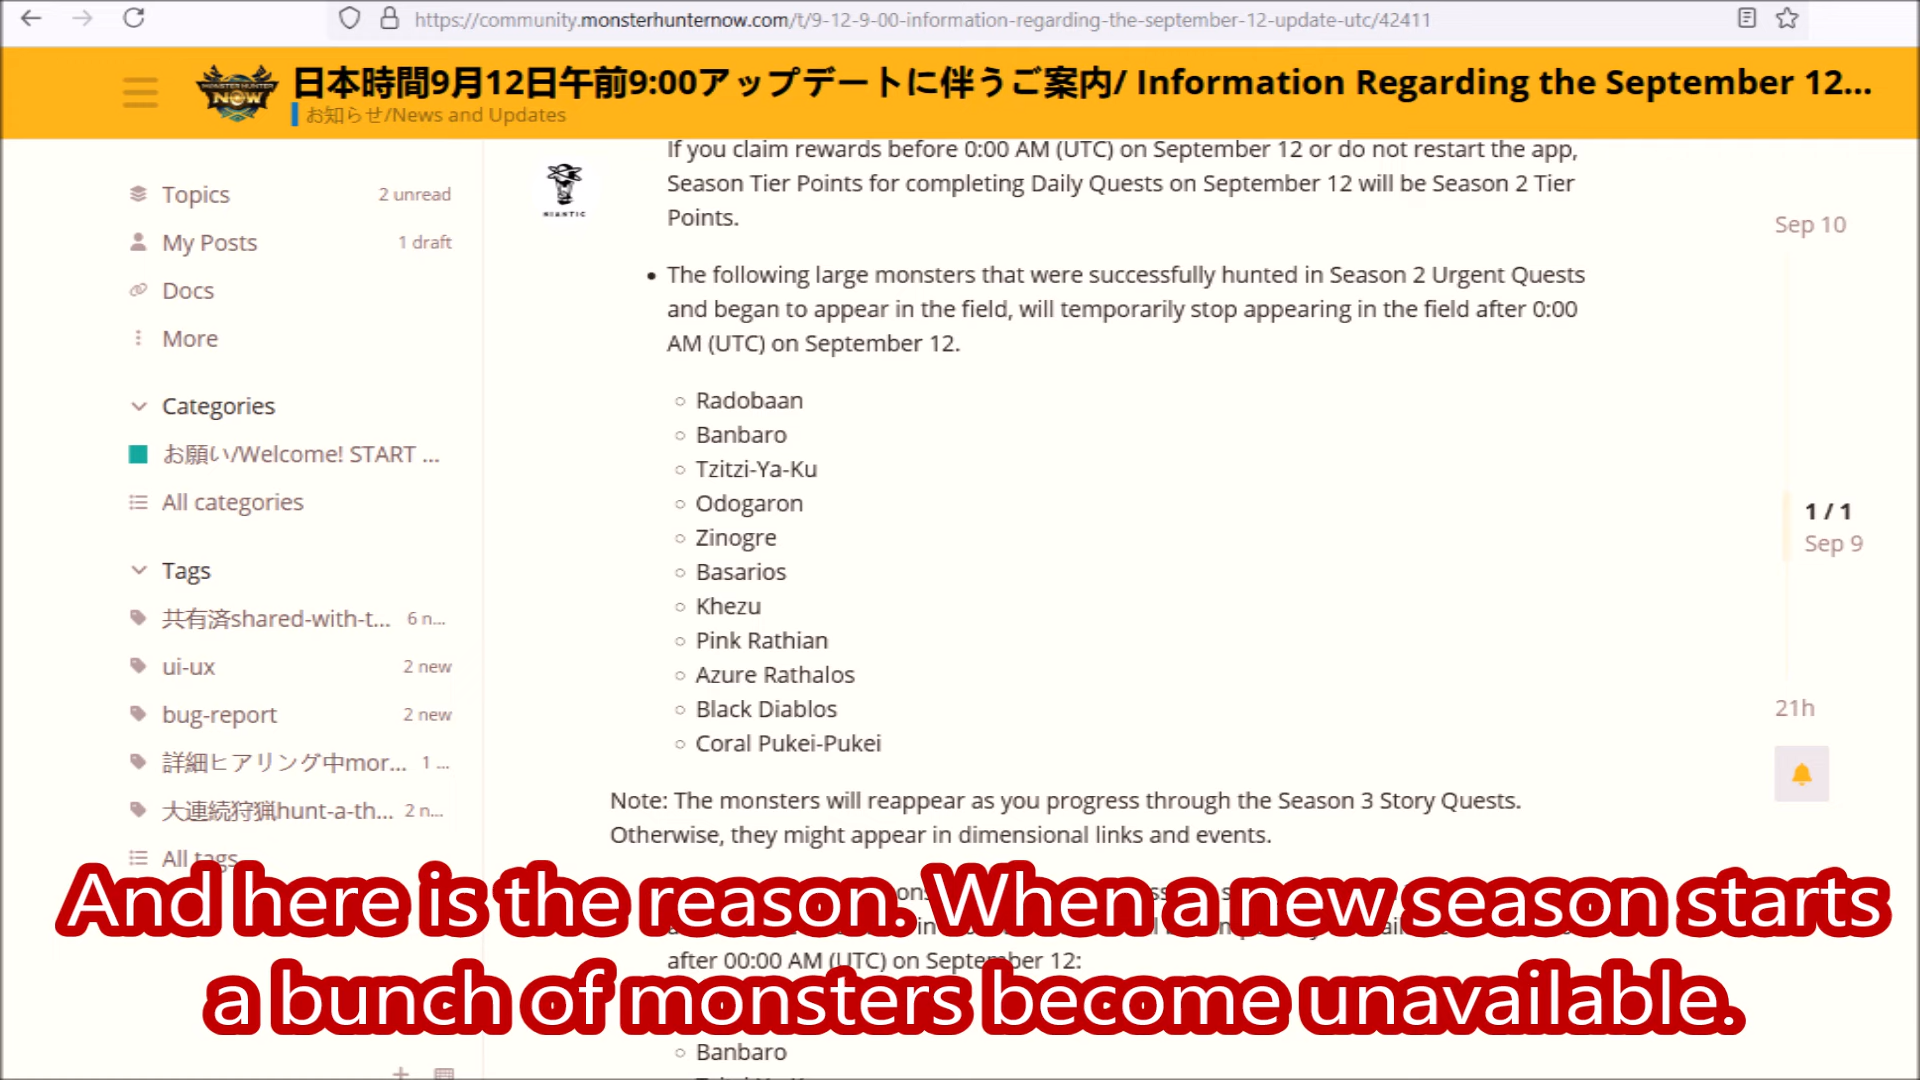 https://community.monsterhunternow.com/t/9-12-9-00-information-regarding-the-september-12-update-utc/42411
MONSTER HUNTER
NOW
日本時間9月12日午前9:00アップデートに伴うご案内/ Information Regarding the September 12...
お知らせ/News and Updates
Topics 2 unread
My Posts 1 draft
Docs
More
Categories
お願い/Welcome! START ...
All categories
Tags
共有済shared-with-t... 6 n...
ui-ux 2 new
bug-report 2 new
詳細ヒアリング中mor... 1 ...
大連続狩猟hunt-a-th... 2 n...
All tags
NIANTIC
If you claim rewards before 0:00 AM (UTC) on September 12 or do not restart the app,
Season Tier Points for completing Daily Quests on September 12 will be Season 2 Tier
Points.
The following large monsters that were successfully hunted in Season 2 Urgent Quests
and began to appear in the field, will temporarily stop appearing in the field after 0:00
AM (UTC) on September 12.
Radobaan
Banbaro
Tzitzi-Ya-Ku
Odogaron
Zinogre
Basarios
Khezu
Pink Rathian
Azure Rathalos
Black Diablos
Coral Pukei-Pukei
Note: The monsters will reappear as you progress through the Season 3 Story Quests.
Otherwise, they might appear in dimensional links and events.
after 00:00 AM (UTC) on September 12:
Banbaro
Sep 10
1 / 1
Sep 9
21h
And here is the reason. When a new season starts
a bunch of monsters become unavailable.